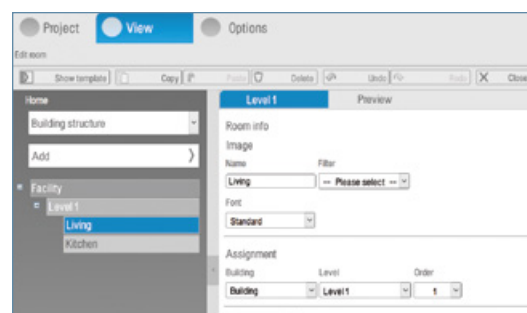 Project View Options
Edit room
Show template Copy Paste Delete Undo Redo Close
Home
Building structure
Add
Facility
Level 1
Living
Kitchen
Level 1 Preview
Room info
Image
Name Filter
Living -- Please select --
Font
Standard
Assignment
Building Level Order
Building Level 1 1